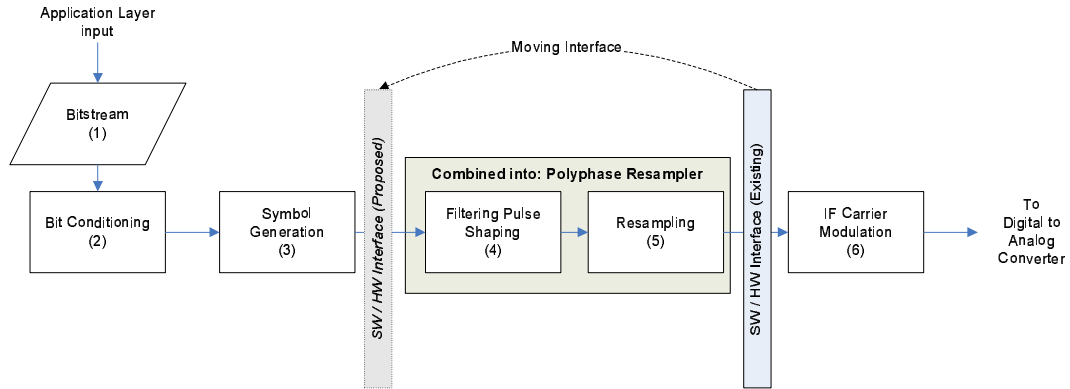 Application Layer
input
Moving Interface
Bitstream
(1)
Bit Conditioning
(2)
Symbol
Generation
(3)
SW / HW Interface (Proposed)
Combined into: Polyphase Resampler
Filtering Pulse
Shaping
(4)
Resampling
(5)
SW / HW Interface (Existing)
IF Carrier
Modulation
(6)
To
Digital to
Analog
Converter